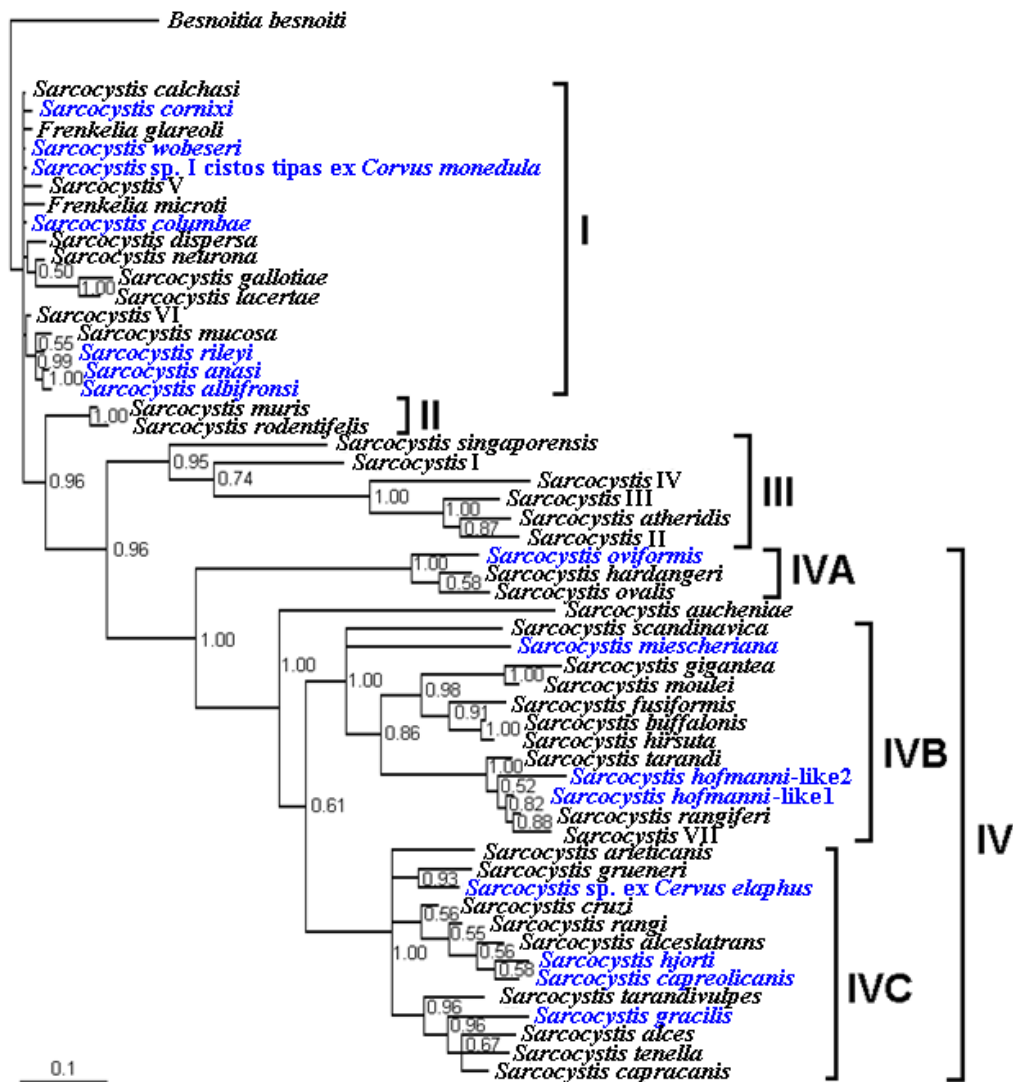 Besnoitia besnoiti
Sarcocystis calchasi
Sarcocystis cornixi
Frenkelia glareoli
Sarcocystis wobeseri
Sarcocystis sp. I cistos tipas ex Corvus monedula
Sarcocystis V
Frenkelia microti
Sarcocystis columbae
I
Sarcocystis dispersa
Sarcocystis neurona
0.50
Sarcocystis gallotiae
1.00
Sarcocystis lacertae
Sarcocystis VI
Sarcocystis mucosa
0.55
Sarcocystis rileyi
0.99
Sarcocystis anasi
1.00
Sarcocystis albifronsi
Sarcocystis muris
1.00
II
Sarcocystis rodentifelis
Sarcocystis singaporensis
0.95
Sarcocystis I
0.96
0.74
Sarcocystis IV
1.00
Sarcocystis III
III
1.00
Sarcocystis atheridis
0.87
Sarcocystis II
0.96
Sarcocystis oviformis
1.00
Sarcocystis hardangeri
IVA
0.58
Sarcocystis ovalis
Sarcocystis aucheniae
Sarcocystis scandinavica
1.00
Sarcocystis miescheriana
1.00
Sarcocystis gigantea
1.00
1.00
Sarcocystis moulei
0.98
Sarcocystis fusiformis
0.91
Sarcocystis buffalonis
1.00
0.86
Sarcocystis hirsuta
Sarcocystis tarandi
IVB
1.00
Sarcocystis hofmanni-like2
0.52
Sarcocystis hofmanni-like1
0.61
0.82
Sarcocystis rangiferi
0.88
Sarcocystis VII
IV
Sarcocystis arieticanis
Sarcocystis grueneri
0.93
Sarcocystis sp. ex Cervus elaphus
Sarcocystis cruzi
0.56
Sarcocystis rangi
0.55
Sarcocystis alceslatrans
1.00
0.56
Sarcocystis hjorti
0.58
Sarcocystis capreolicanis
IVC
Sarcocystis tarandivulpes
0.96
Sarcocystis gracilis
0.96
Sarcocystis alces
0.67
Sarcocystis tenella
Sarcocystis capracanis
0.1